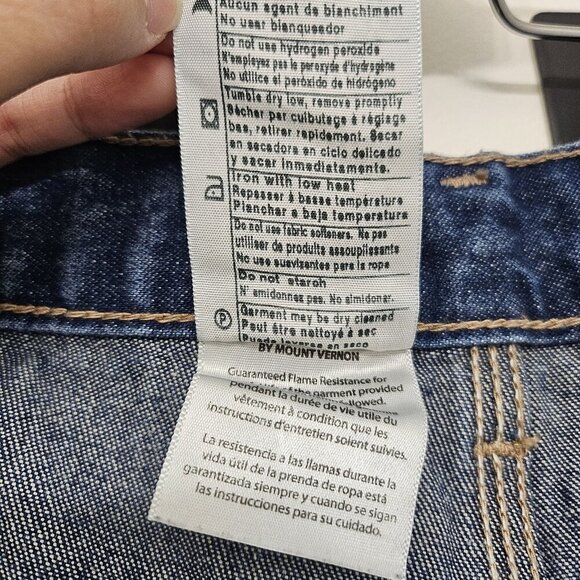 Aucun agent de blanchiment
No usar blanqueador
Do not use hydrogen peroxide
N'employez pas le peroxyde d'hydrogène
No utilice el peróxido de hidrógeno
Tumble dry low, remove promptly
Sécher par culbutage à réglage
bas, retirer rapidement. Secar
en secadora en ciclo delicado
y sacar inmediatamente.
Iron with low heat
Repasser à basse température
Planchar a baja temperatura
Do not use fabric softeners. Ne pas
utiliser de produits assouplissants
No use suavizantes para la ropa
Do not starch
N' amidonnez pas. No almidonar.
P
Garment may be dry cleaned
Peut être nettoyé à sec
BY MOUNT VERNON
Guaranteed Flame Resistance for
garment provided
pendant la durée de vie utile du
vêtement à condition que les
instructions d'entretien soient suivies.
La resistencia a las llamas durante la
vida útil de la prenda de ropa está
garantizada siempre y cuando se sigan
las instrucciones para su cuidado.